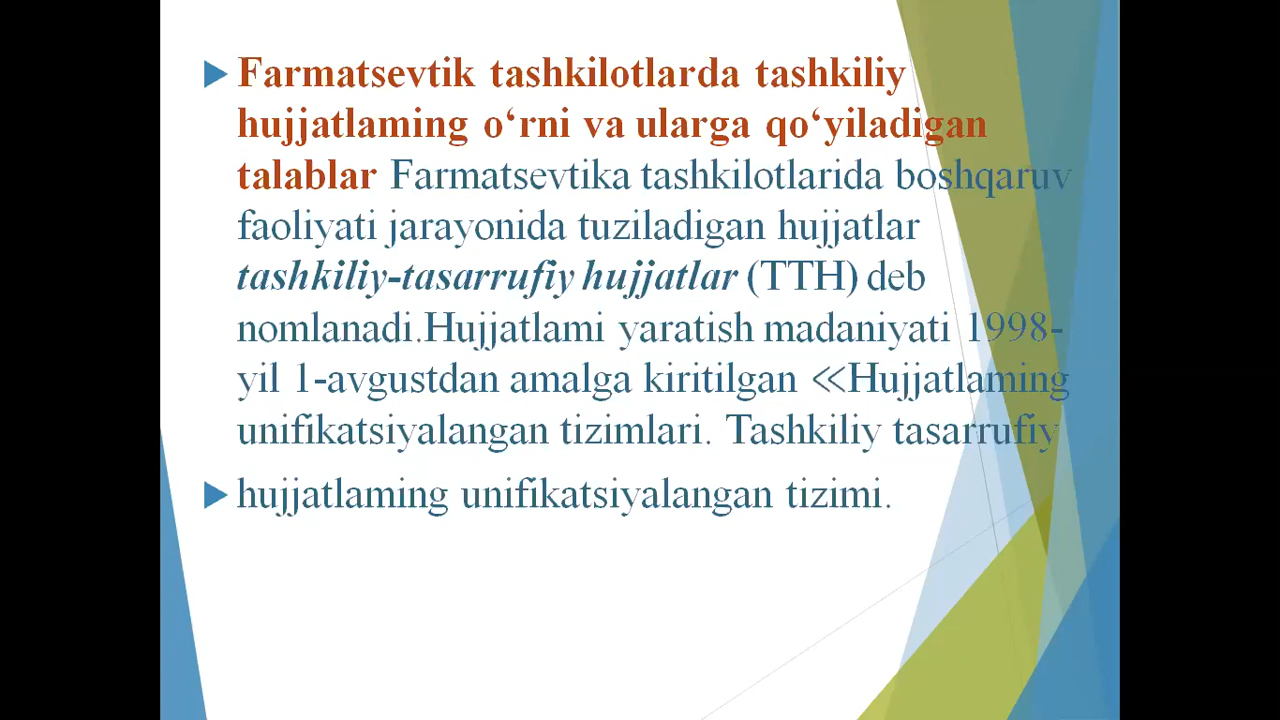 Farmatsevtik tashkilotlarda tashkiliy
hujjatlaming o‘rni va ularga qo‘yiladigan
talablar Farmatsevtika tashkilotlarida boshqaruv
faoliyati jarayonida tuziladigan hujjatlar
tashkiliy-tasarrufiy hujjatlar (TTH) deb
nomlanadi.Hujjatlami yaratish madaniyati 1998-
yil 1-avgustdan amalga kiritilgan ≪Hujjatlaming
unifikatsiyalangan tizimlari. Tashkiliy tasarrufiy
hujjatlaming unifikatsiyalangan tizimi.